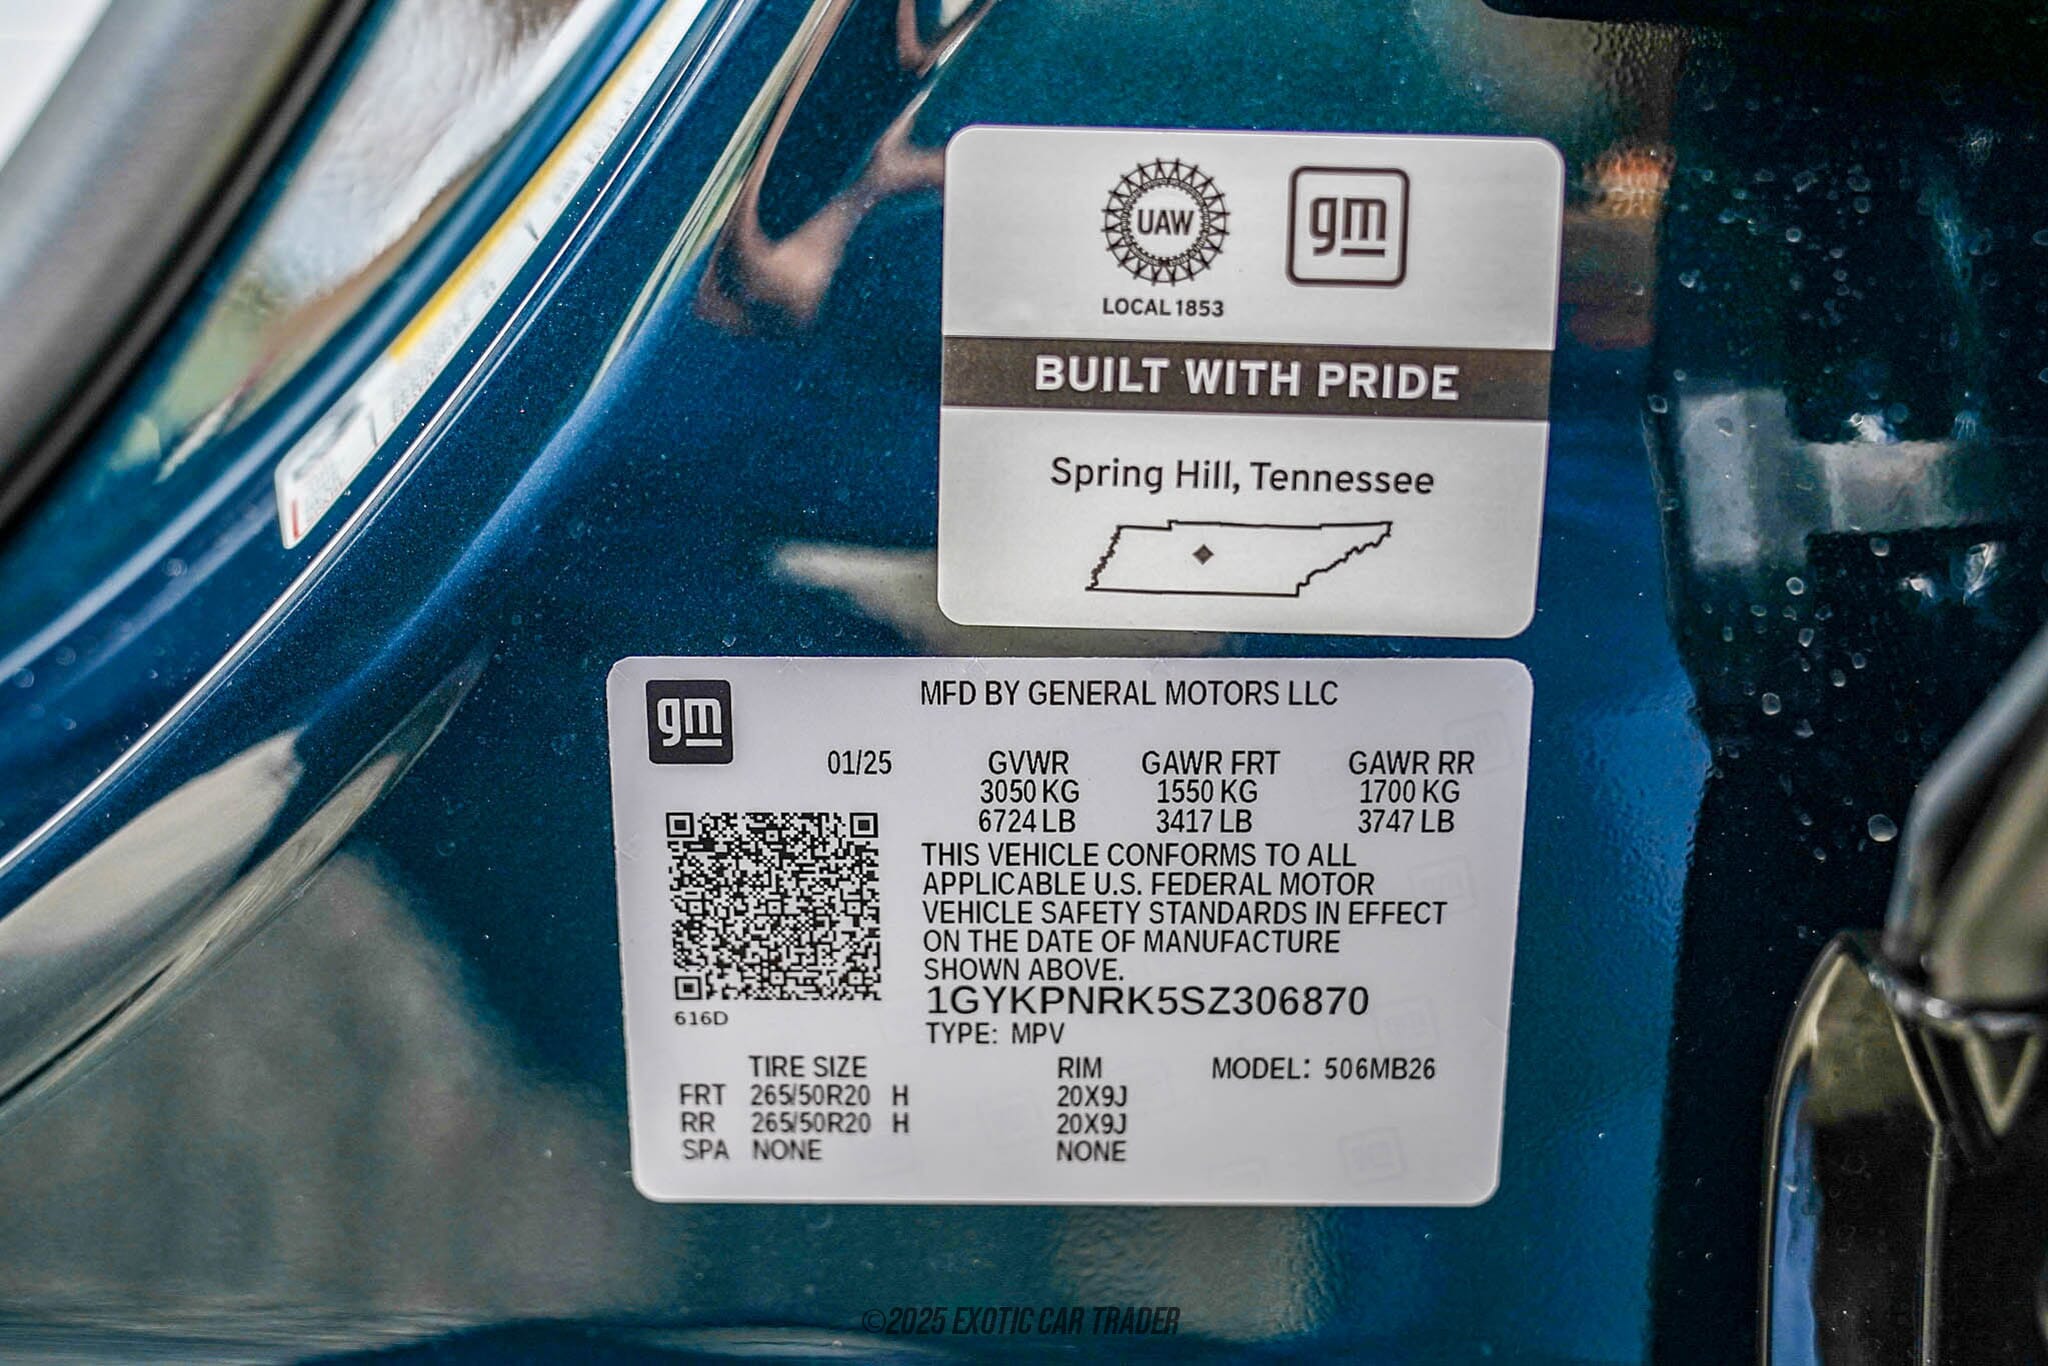 UAW
gm
LOCAL 1853
BUILT WITH PRIDE
Spring Hill, Tennessee
gm
MFD BY GENERAL MOTORS LLC
01/25 GVWR GAWR FRT GAWR RR
3050 KG 1550 KG 1700 KG
6724 LB 3417 LB 3747 LB
THIS VEHICLE CONFORMS TO ALL
APPLICABLE U.S. FEDERAL MOTOR
VEHICLE SAFETY STANDARDS IN EFFECT
ON THE DATE OF MANUFACTURE
SHOWN ABOVE.
1GYKPNRK5SZ306870
616D
TYPE: MPV
TIRE SIZE RIM MODEL: 506MB26
FRT 265/50R20 H 20X9J
RR 265/50R20 H 20X9J
SPA NONE NONE
©2025 EXOTIC CAR TRADER